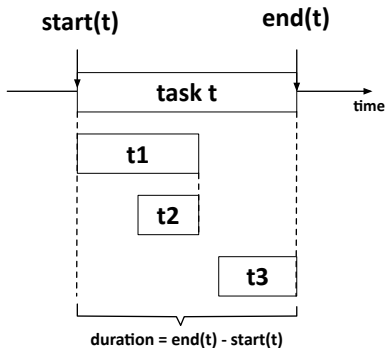 start(t) end(t)
task t
time
t1
t2
t3
duration = end(t) - start(t)